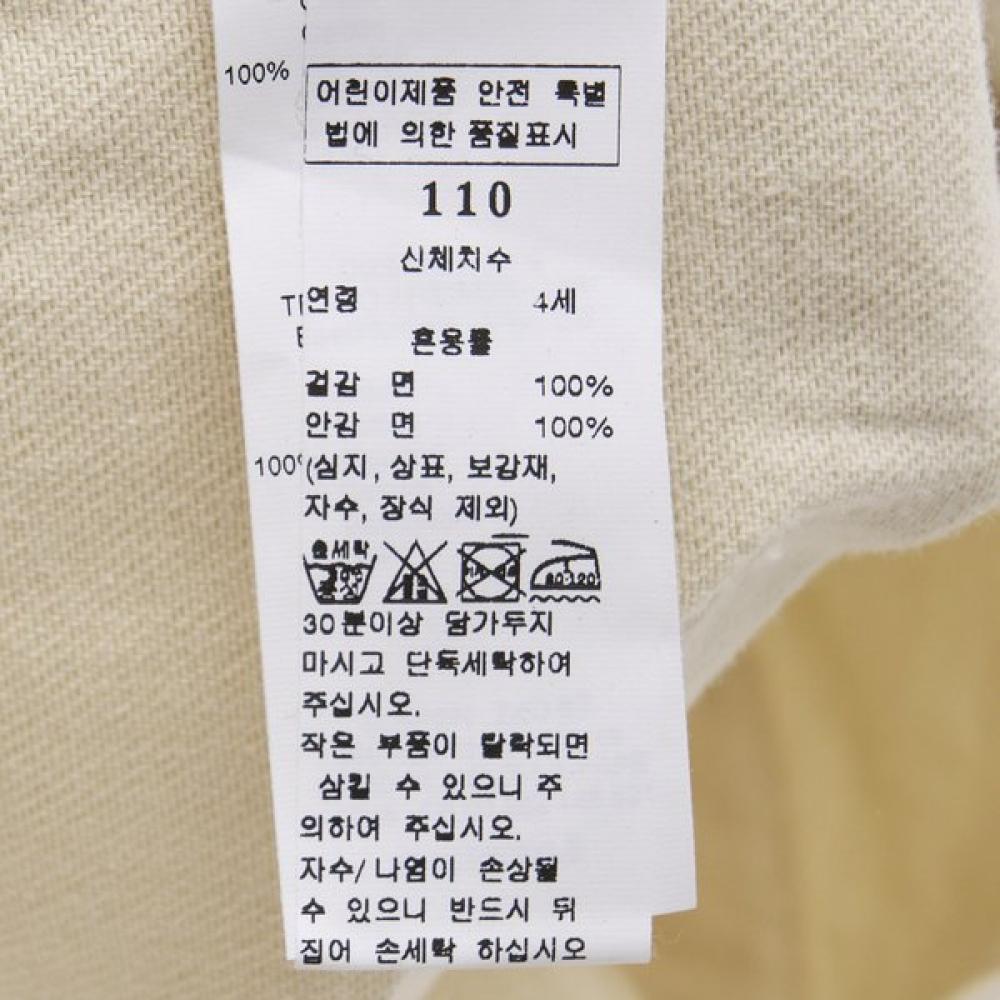 100%
어린이제품 안전 특별
법에 의한 품질표시
110
신체치수
연령 4세
혼용률
겉감 면 100%
안감 면 100%
100%
(심지, 상표, 보강재,
자수, 장식 제외)
손세탁
80-120
30분이상 담가두지
마시고 단독세탁하여
주십시오.
작은 부품이 탈락되면
삼킬 수 있으니 주
의하여 주십시오.
자수/나염이 손상될
수 있으니 반드시 뒤
집어 손세탁 하십시오